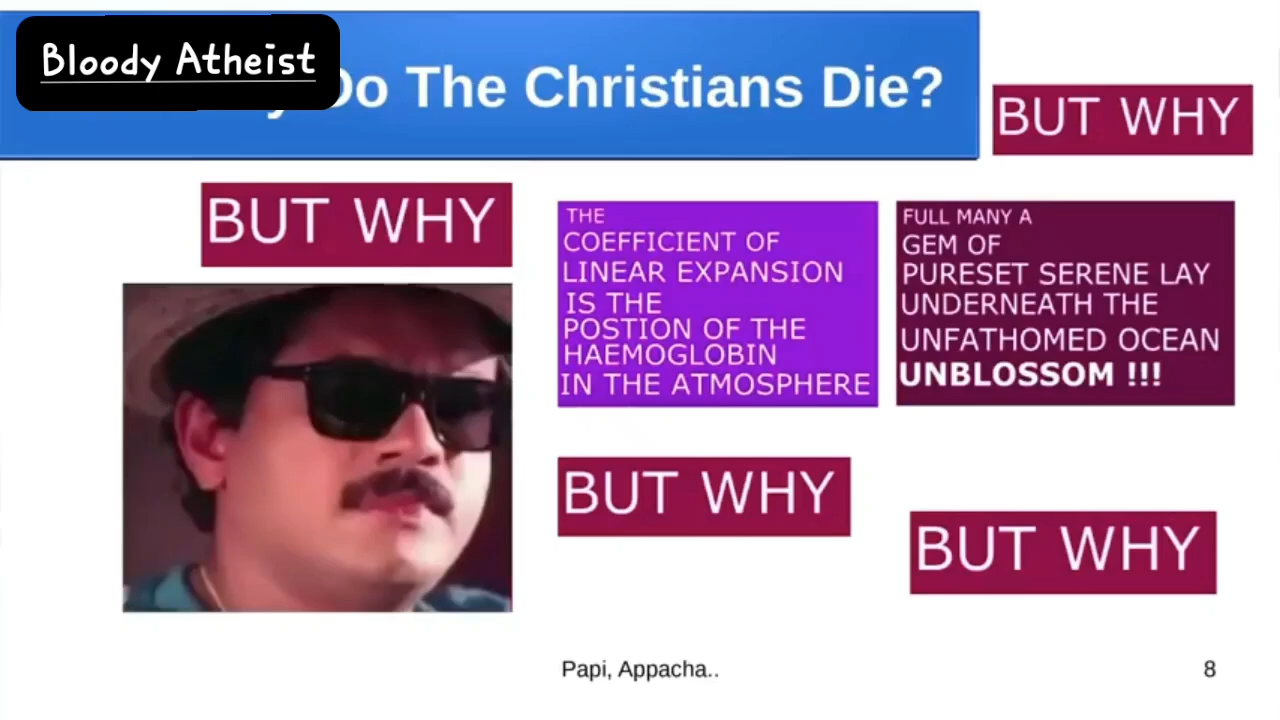 Bloody Atheist
Do The Christians Die?
BUT WHY
BUT WHY
THE
COEFFICIENT OF
LINEAR EXPANSION
IS THE
POSTION OF THE
HAEMOGLOBIN
IN THE ATMOSPHERE
FULL MANY A
GEM OF
PURESET SERENE LAY
UNDERNEATH THE
UNFATHOMED OCEAN
UNBLOSSOM !!!
BUT WHY
BUT WHY
Papi, Appacha..
8